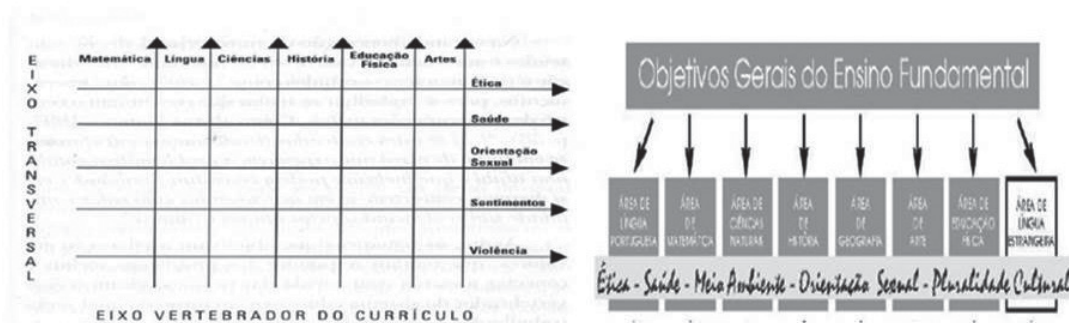 EIXO TRANSVERSAL
Matemática Língua Ciências História Educação Física Artes
Ética
Saúde
Orientação
Sexual
Sentimentos
Violência
EIXO VERTEBRADOR DO CURRÍCULO
Objetivos Gerais do Ensino Fundamental
ÁREA DE LÍNGUA PORTUGUESA
ÁREA DE MATEMÁTICA
ÁREA DE CIÊNCIAS NATURAIS
ÁREA DE HISTÓRIA
ÁREA DE GEOGRAFIA
ÁREA DE ARTE
ÁREA DE EDUCAÇÃO FÍSICA
ÁREA DE LÍNGUA ESTRANGEIRA
Ética - Saúde - Meio Ambiente - Orientação Sexual - Pluralidade Cultural